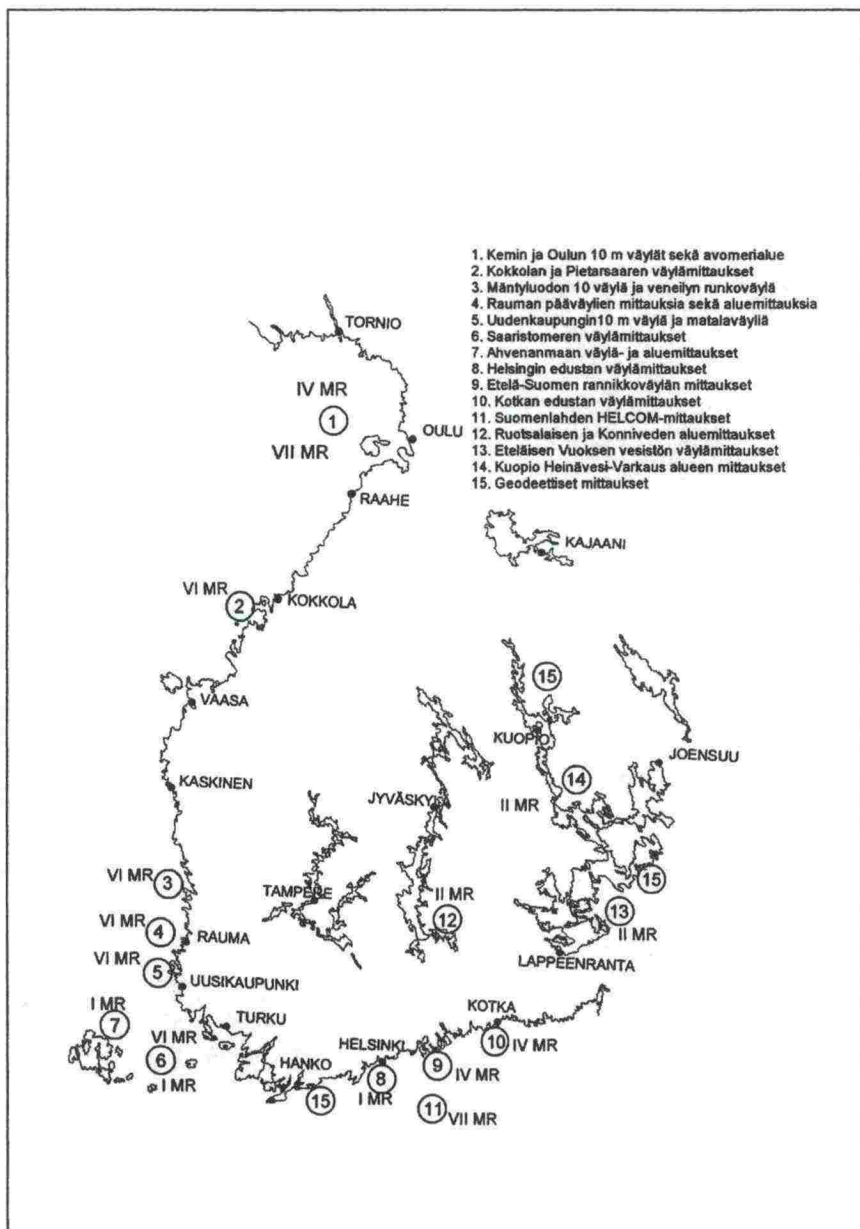 1. Kemin ja Oulun 10 m väylät sekä avomerialue
2. Kokkolan ja Pietarsaaren väylämittaukset
3. Mäntyluodon 10 väylä ja veneilyn runkoväylä
4. Rauman pääväylien mittauksia sekä aluemittauksia
5. Uudenkaupungin10 m väylä ja matalaväyliä
6. Saaristomeren väylämittaukset
7. Ahvenanmaan väylä- ja aluemittaukset
8. Helsingin edustan väylämittaukset
9. Etelä-Suomen rannikkoväylän mittaukset
10. Kotkan edustan väylämittaukset
11. Suomenlahden HELCOM-mittaukset
12. Ruotsalaisen ja Konniveden aluemittaukset
13. Eteläisen Vuoksen vesistön väylämittaukset
14. Kuopio Heinävesi-Varkaus alueen mittaukset
15. Geodeettiset mittaukset
TORNIO
IV MR
1
VII MR
OULU
RAAHE
KAJAANI
VI MR
2
KOKKOLA
15
VAASA
KUOPIO
JOENSUU
KASKINEN
14
JYVÄSKYLÄ
II MR
VI MR
3
TAMPERE
II MR
15
12
13
VI MR
4
RAUMA
II MR
LAPPEENRANTA
VI MR
5
UUSIKAUPUNKI
I MR
7
TURKU
KOTKA
VI MR
6
HELSINKI
10
IV MR
HANKO
9
IV MR
I MR
15
8
I MR
11
VII MR